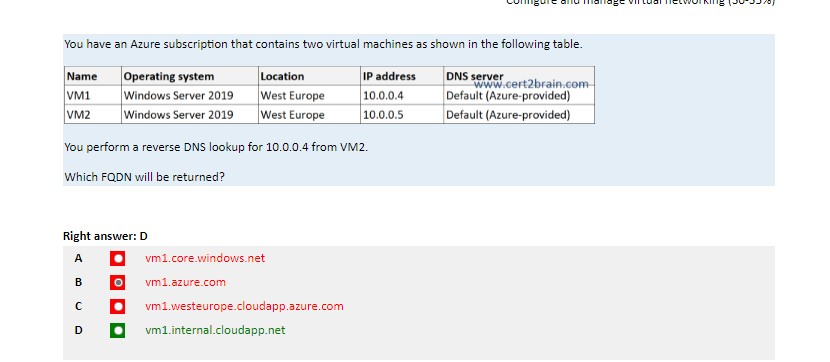 Configure and manage virtual networking (30-35%)
You have an Azure subscription that contains two virtual machines as shown in the following table.
Name Operating system Location IP address DNS server
www.cert2brain.com
VM1 Windows Server 2019 West Europe 10.0.0.4 Default (Azure-provided)
VM2 Windows Server 2019 West Europe 10.0.0.5 Default (Azure-provided)
You perform a reverse DNS lookup for 10.0.0.4 from VM2.
Which FQDN will be returned?
Right answer: D
A vm1.core.windows.net
B vm1.azure.com
C vm1.westeurope.cloudapp.azure.com
D vm1.internal.cloudapp.net